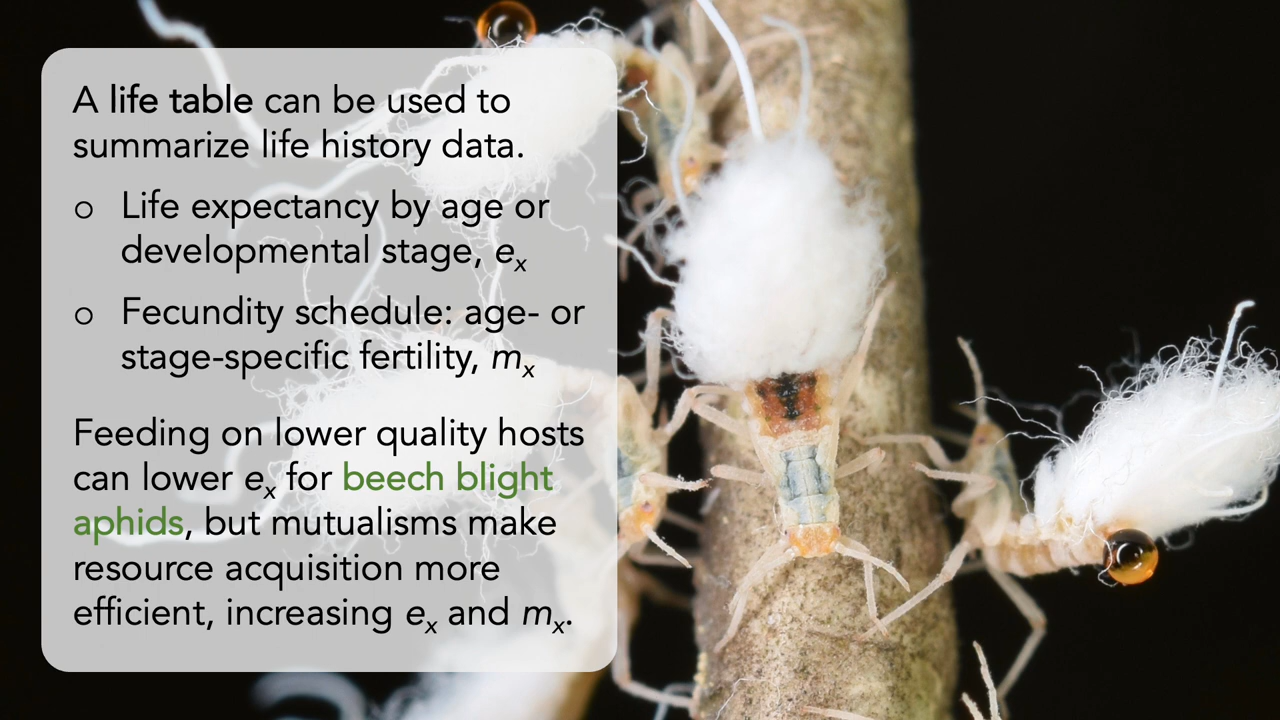 A life table can be used to
summarize life history data.
○ Life expectancy by age or
developmental stage, eₓ
○ Fecundity schedule: age- or
stage-specific fertility, mₓ
Feeding on lower quality hosts
can lower eₓ for beech blight
aphids, but mutualisms make
resource acquisition more
efficient, increasing eₓ and mₓ.